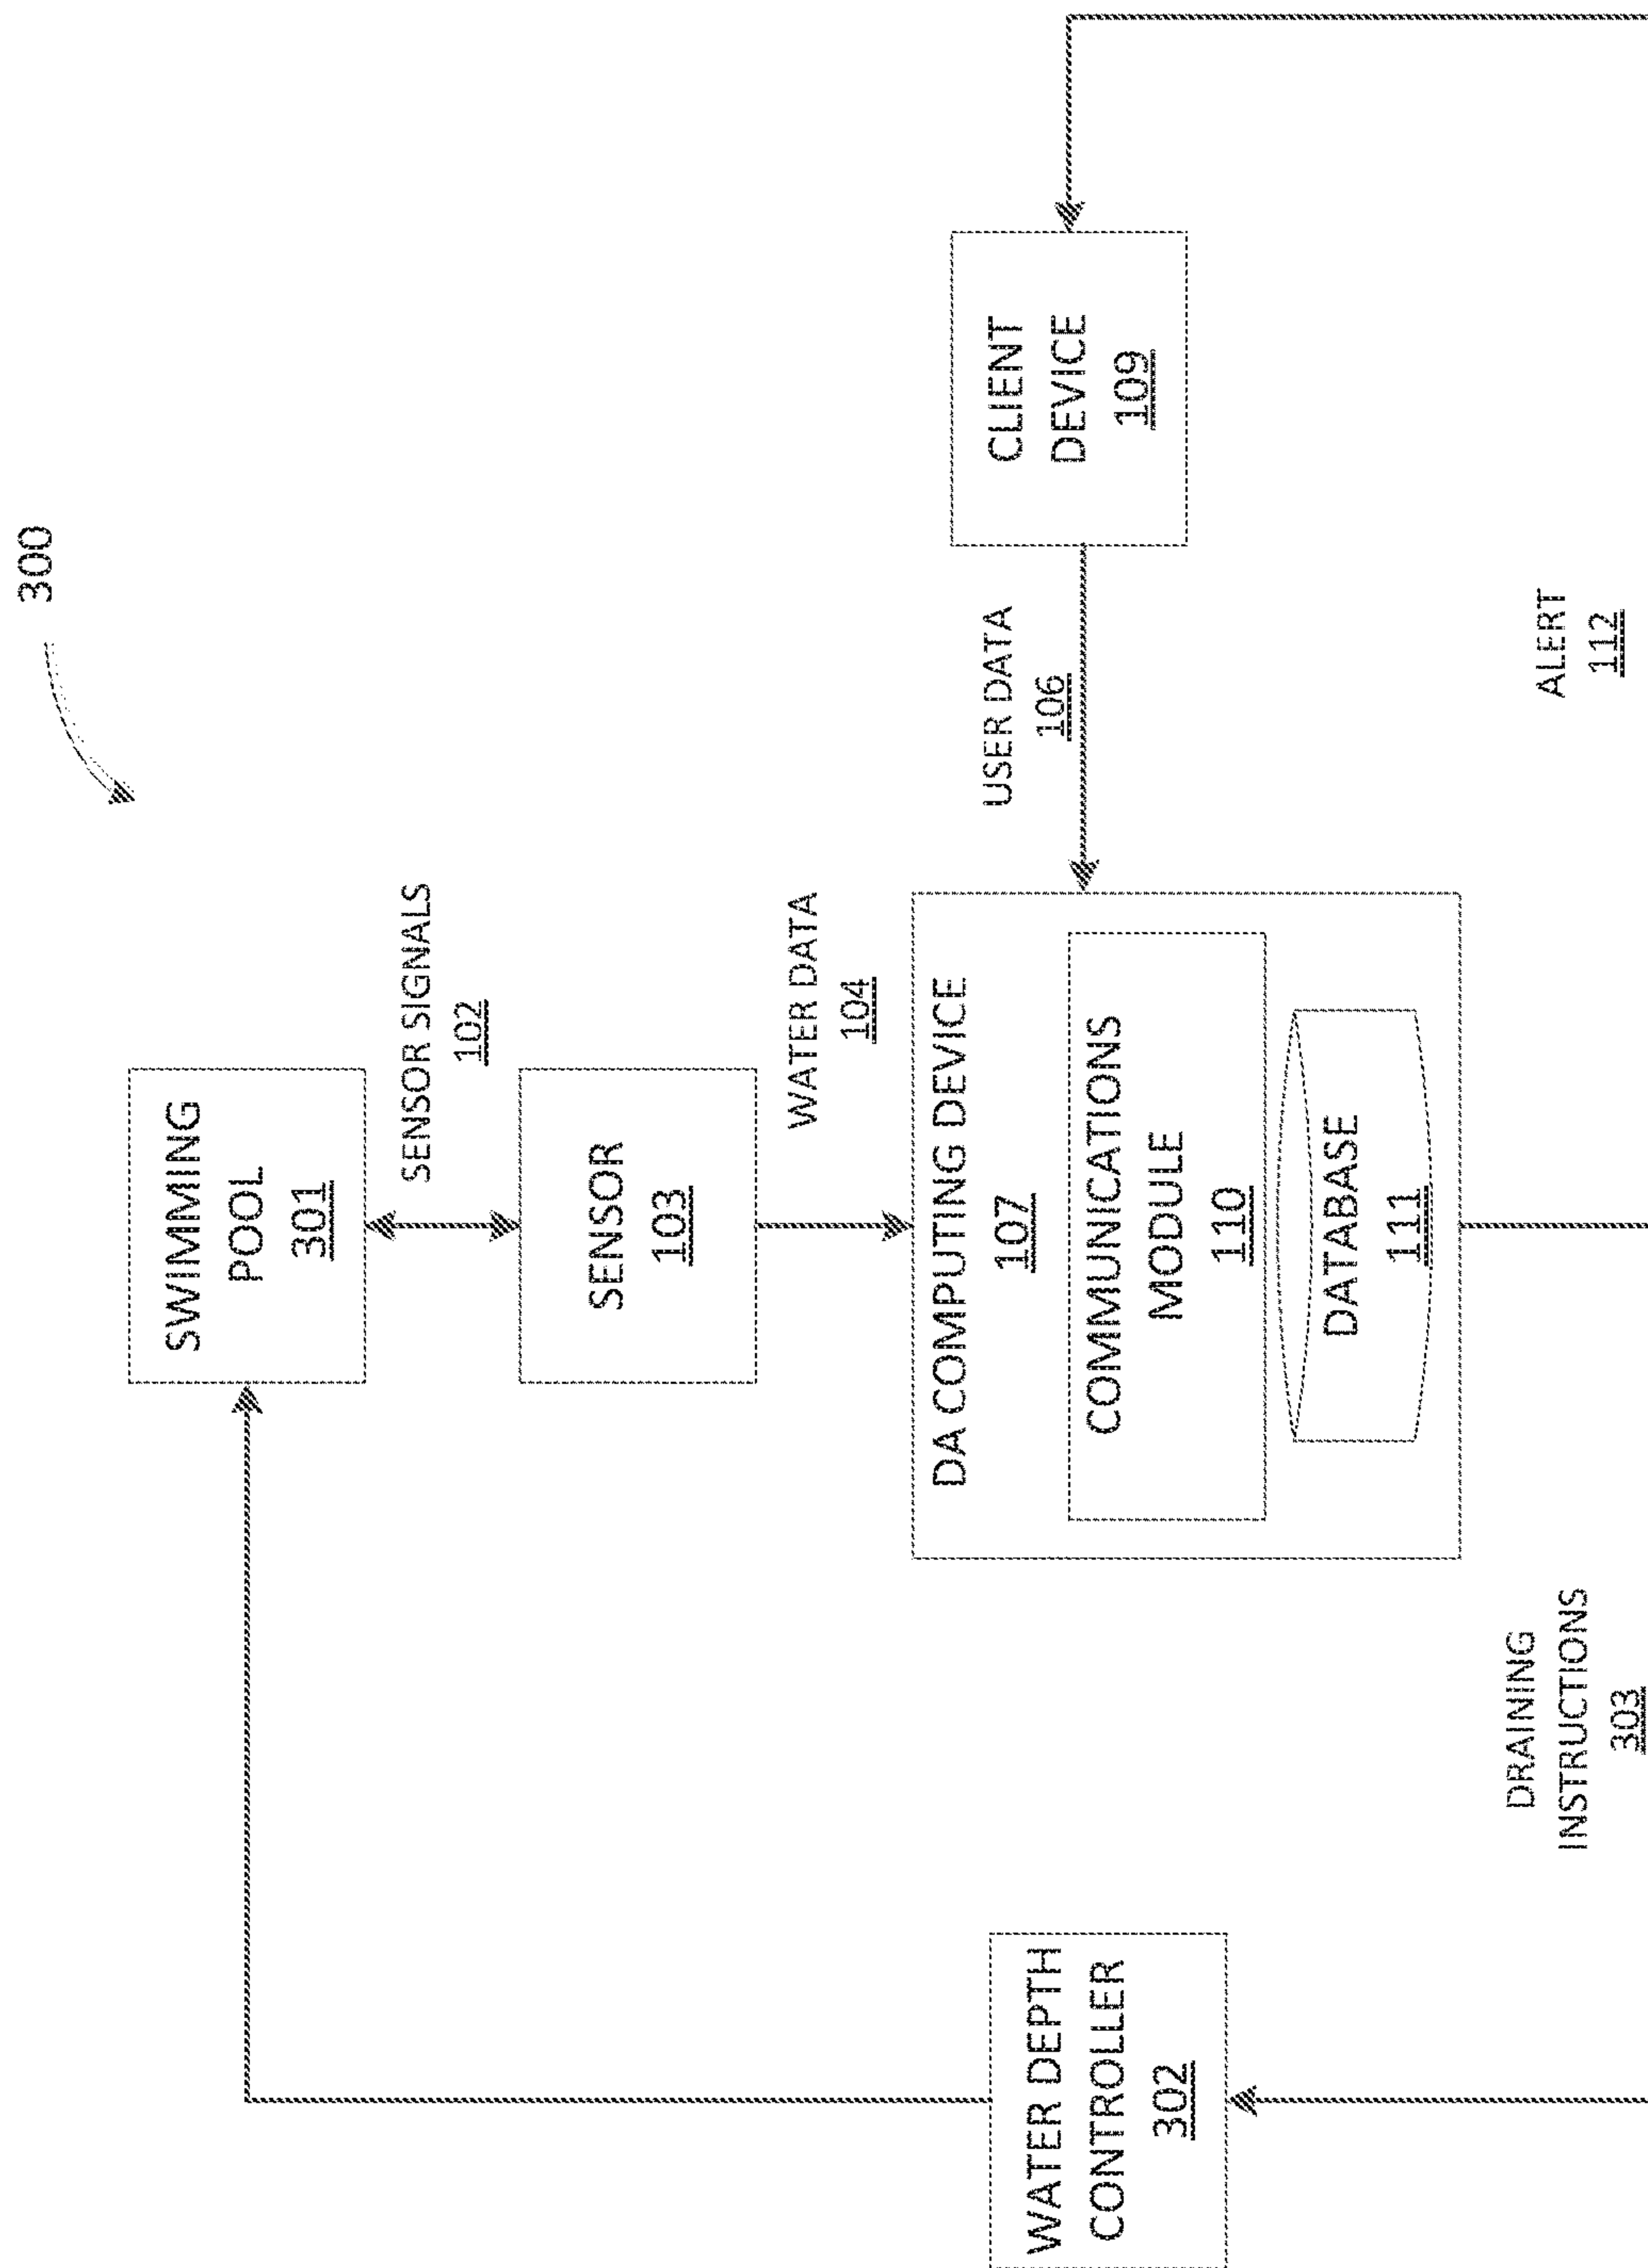 300
SWIMMING
POOL
301
SENSOR SIGNALS
102
SENSOR
103
WATER DATA
104
DA COMPUTING DEVICE
107
COMMUNICATIONS
MODULE
110
DATABASE
111
USER DATA
106
CLIENT
DEVICE
109
WATER DEPTH
CONTROLLER
302
DRAINING
INSTRUCTIONS
303
ALERT
112